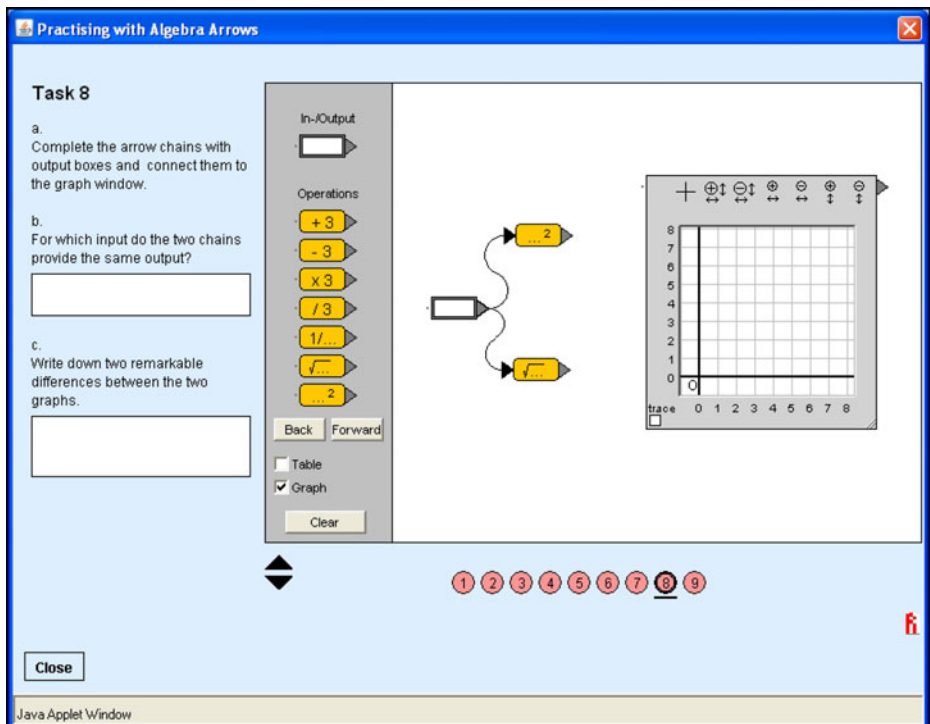 Practising with Algebra Arrows
Task 8
a.
Complete the arrow chains with
output boxes and connect them to
the graph window.
b.
For which input do the two chains
provide the same output?
c.
Write down two remarkable
differences between the two
graphs.
In-/Output
Operations
+ 3
- 3
x 3
/ 3
1/...
√...
...²
Back Forward
Table
Graph
Clear
...²
√...
8
7
6
5
4
3
2
1
0
O
trace 0 1 2 3 4 5 6 7 8
1 2 3 4 5 6 7 8 9
Close
Java Applet Window